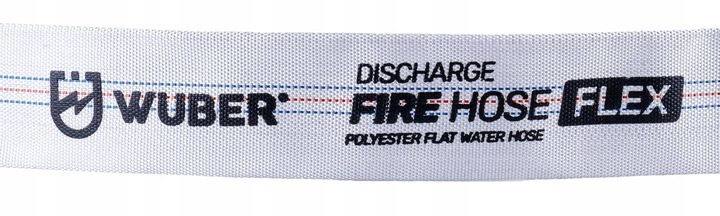 WUBER®
DISCHARGE
FIRE HOSE FLEX
POLYESTER FLAT WATER HOSE